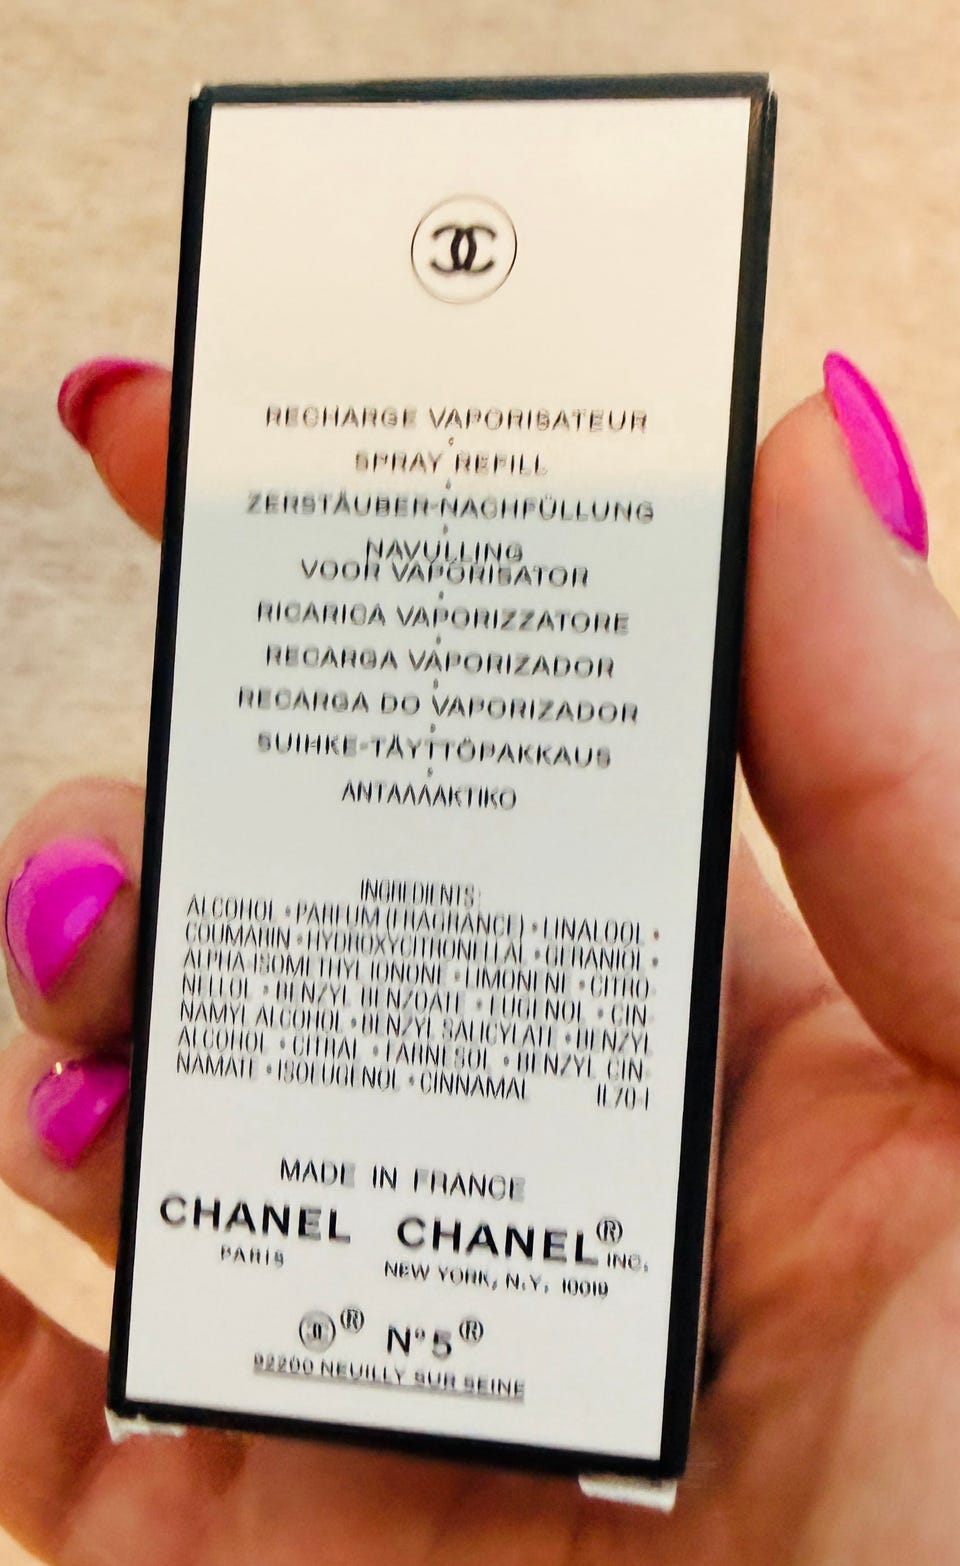 RECHARGE VAPORISATEUR
SPRAY REFILL
ZERSTÄUBER-NACHFÜLLUNG
NAVULLING
VOOR VAPORISATOR
RICARICA VAPORIZZATORE
RECARGA VAPORIZADOR
RECARGA DO VAPORIZADOR
SUIHKE-TÄYTTÖPAKKAUS
ΑΝΤΑΛΛΑΚΤΙΚΟ
INGREDIENTS:
ALCOHOL • PARFUM (FRAGRANCE) • LINALOOL •
COUMARIN • HYDROXYCITRONELLAL • GERANIOL •
ALPHA-ISOMETHYL IONONE • LIMONENE • CITRO-
NELLOL • BENZYL BENZOATE • EUGENOL • CIN-
NAMYL ALCOHOL • BENZYL SALICYLATE • BENZYL
ALCOHOL • CITRAL • FARNESOL • BENZYL CIN-
NAMATE • ISOEUGENOL • CINNAMAL IL70-I
MADE IN FRANCE
CHANEL CHANEL® INC.
PARIS NEW YORK, N.Y. 10019
® N°5®
92200 NEUILLY SUR SEINE